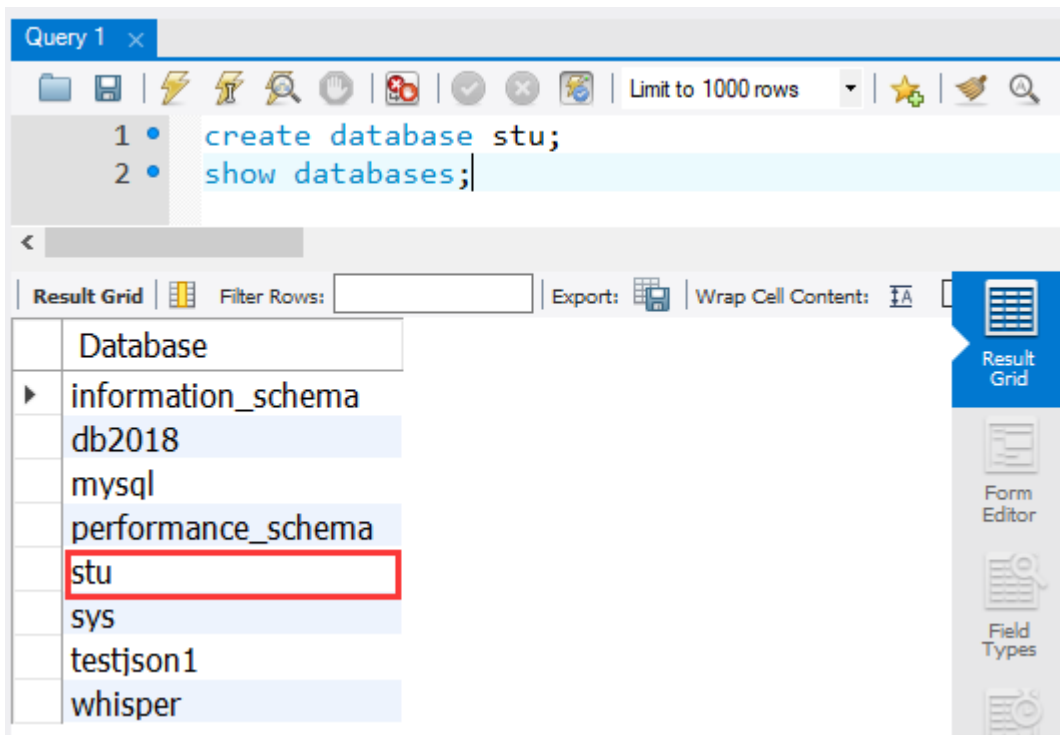 Query 1
Limit to 1000 rows
1 create database stu;
2 show databases;
Result Grid Filter Rows: Export: Wrap Cell Content: IA
Database
information_schema
db2018
mysql
performance_schema
stu
sys
testjson1
whisper
Result
Grid
Form
Editor
Field
Types